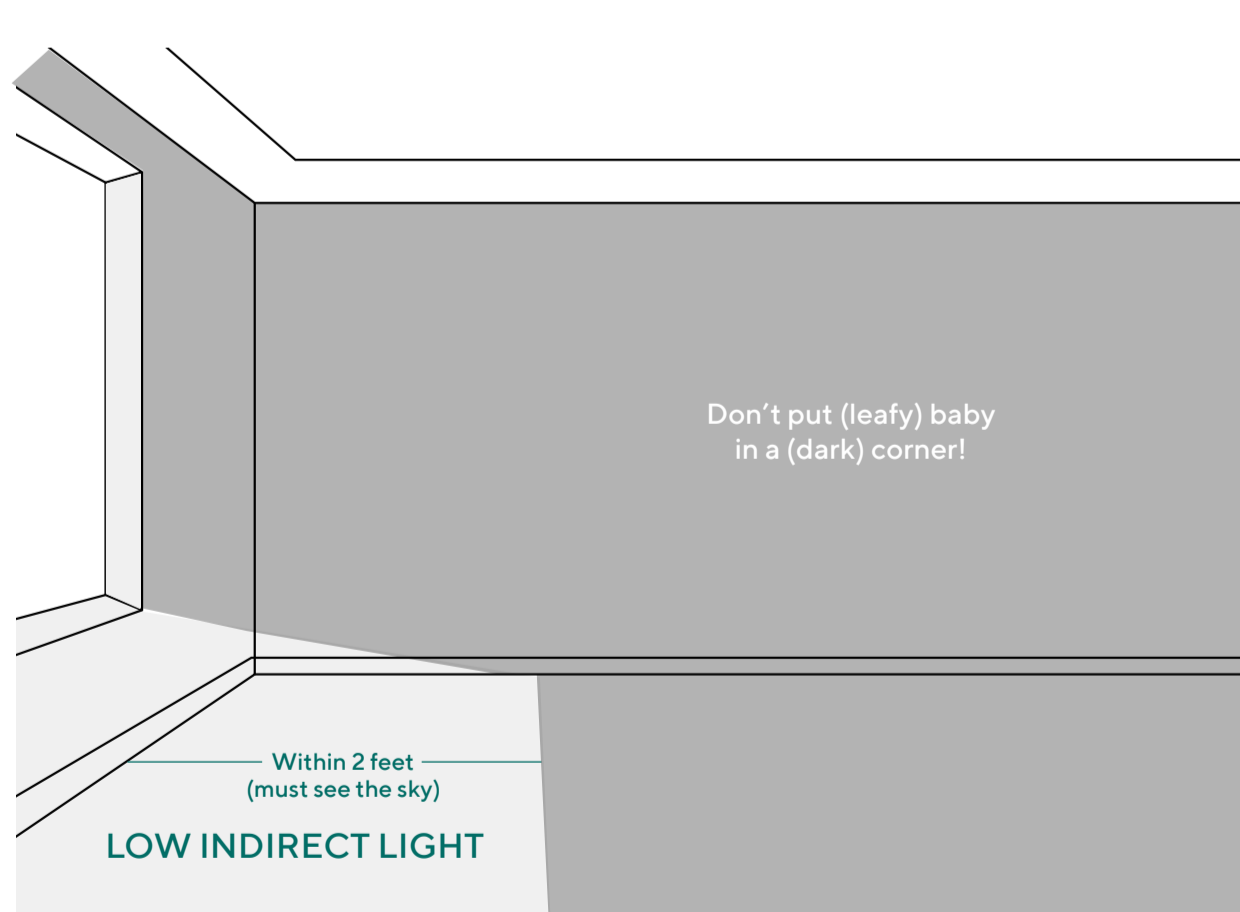 Don’t put (leafy) baby
in a (dark) corner!
Within 2 feet
(must see the sky)
LOW INDIRECT LIGHT